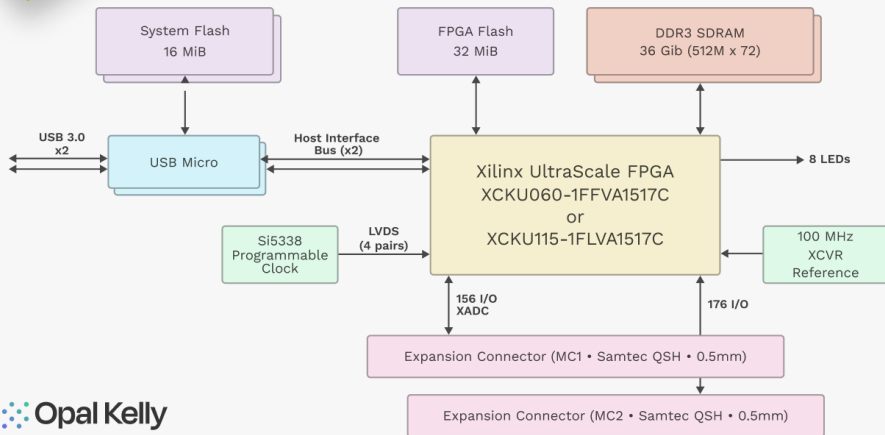 System Flash
16 MiB
FPGA Flash
32 MiB
DDR3 SDRAM
36 Gib (512M x 72)
USB 3.0
x2
USB Micro
Host Interface
Bus (x2)
Xilinx UltraScale FPGA
XCKU060-1FFVA1517C
or
XCKU115-1FLVA1517C
8 LEDs
Si5338
Programmable
Clock
LVDS
(4 pairs)
100 MHz
XCVR
Reference
156 I/O
XADC
176 I/O
Expansion Connector (MC1 • Samtec QSH • 0.5mm)
Expansion Connector (MC2 • Samtec QSH • 0.5mm)
Opal Kelly